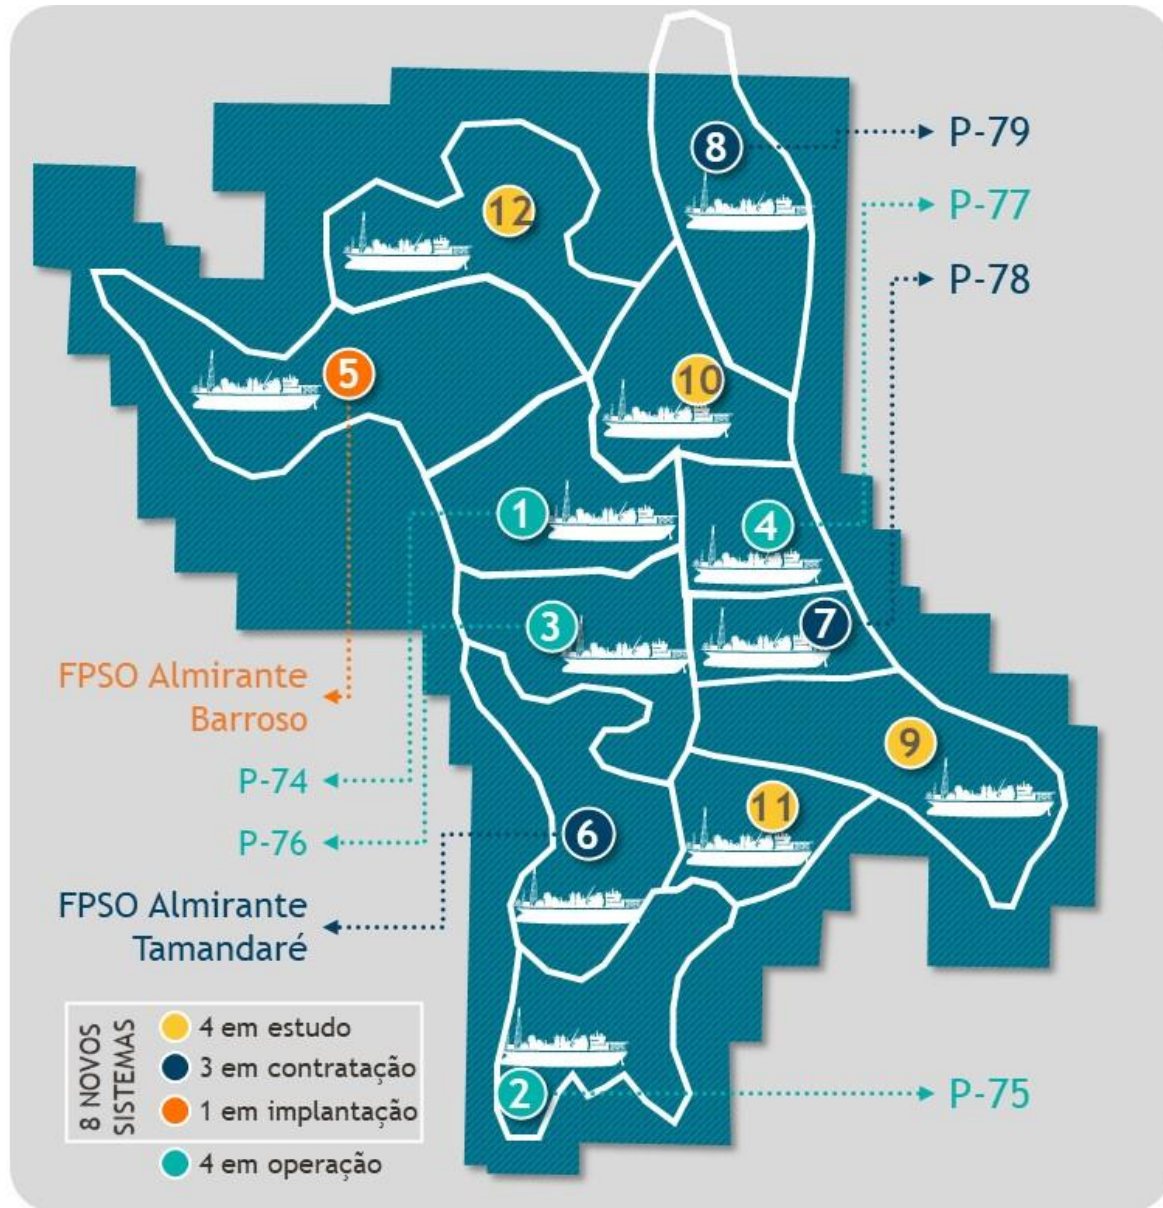 8
P-79
12
P-77
P-78
5
10
1
4
3
7
FPSO Almirante
Barroso
9
P-74
11
P-76
6
FPSO Almirante
Tamandaré
8 NOVOS
SISTEMAS
4 em estudo
3 em contratação
1 em implantação
4 em operação
2
P-75